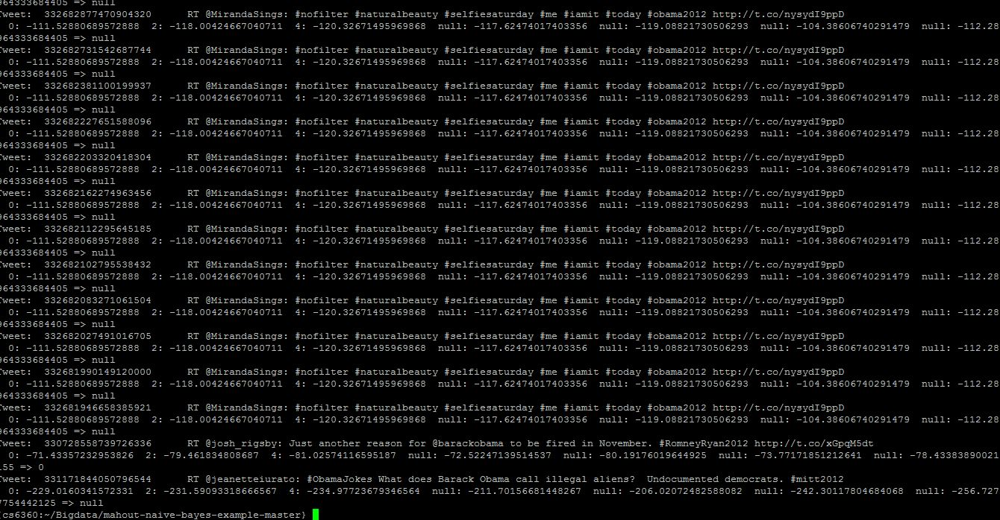 964333684405 => null
Tweet:  332682877470904320      RT @MirandaSings: #nofilter #naturalbeauty #selfiesaturday #me #iamit #today #obama2012 http://t.co/nysydI9ppD
0: -111.52880689572888  2: -118.00424667040711  4: -120.32671495969868  null: -117.62474017403356  null: -119.08821730506293  null: -104.38606740291479  null: -112.28
964333684405 => null
Tweet:  332682731542687744      RT @MirandaSings: #nofilter #naturalbeauty #selfiesaturday #me #iamit #today #obama2012 http://t.co/nysydI9ppD
0: -111.52880689572888  2: -118.00424667040711  4: -120.32671495969868  null: -117.62474017403356  null: -119.08821730506293  null: -104.38606740291479  null: -112.28
964333684405 => null
Tweet:  332682381100199937      RT @MirandaSings: #nofilter #naturalbeauty #selfiesaturday #me #iamit #today #obama2012 http://t.co/nysydI9ppD
0: -111.52880689572888  2: -118.00424667040711  4: -120.32671495969868  null: -117.62474017403356  null: -119.08821730506293  null: -104.38606740291479  null: -112.28
964333684405 => null
Tweet:  332682227651588096      RT @MirandaSings: #nofilter #naturalbeauty #selfiesaturday #me #iamit #today #obama2012 http://t.co/nysydI9ppD
0: -111.52880689572888  2: -118.00424667040711  4: -120.32671495969868  null: -117.62474017403356  null: -119.08821730506293  null: -104.38606740291479  null: -112.28
964333684405 => null
Tweet:  332682203320418304      RT @MirandaSings: #nofilter #naturalbeauty #selfiesaturday #me #iamit #today #obama2012 http://t.co/nysydI9ppD
0: -111.52880689572888  2: -118.00424667040711  4: -120.32671495969868  null: -117.62474017403356  null: -119.08821730506293  null: -104.38606740291479  null: -112.28
964333684405 => null
Tweet:  332682162274963456      RT @MirandaSings: #nofilter #naturalbeauty #selfiesaturday #me #iamit #today #obama2012 http://t.co/nysydI9ppD
0: -111.52880689572888  2: -118.00424667040711  4: -120.32671495969868  null: -117.62474017403356  null: -119.08821730506293  null: -104.38606740291479  null: -112.28
964333684405 => null
Tweet:  332682112295645185      RT @MirandaSings: #nofilter #naturalbeauty #selfiesaturday #me #iamit #today #obama2012 http://t.co/nysydI9ppD
0: -111.52880689572888  2: -118.00424667040711  4: -120.32671495969868  null: -117.62474017403356  null: -119.08821730506293  null: -104.38606740291479  null: -112.28
964333684405 => null
Tweet:  332682102795538432      RT @MirandaSings: #nofilter #naturalbeauty #selfiesaturday #me #iamit #today #obama2012 http://t.co/nysydI9ppD
0: -111.52880689572888  2: -118.00424667040711  4: -120.32671495969868  null: -117.62474017403356  null: -119.08821730506293  null: -104.38606740291479  null: -112.28
964333684405 => null
Tweet:  332682083271061504      RT @MirandaSings: #nofilter #naturalbeauty #selfiesaturday #me #iamit #today #obama2012 http://t.co/nysydI9ppD
0: -111.52880689572888  2: -118.00424667040711  4: -120.32671495969868  null: -117.62474017403356  null: -119.08821730506293  null: -104.38606740291479  null: -112.28
964333684405 => null
Tweet:  332682027491016705      RT @MirandaSings: #nofilter #naturalbeauty #selfiesaturday #me #iamit #today #obama2012 http://t.co/nysydI9ppD
0: -111.52880689572888  2: -118.00424667040711  4: -120.32671495969868  null: -117.62474017403356  null: -119.08821730506293  null: -104.38606740291479  null: -112.28
964333684405 => null
Tweet:  332681990149120000      RT @MirandaSings: #nofilter #naturalbeauty #selfiesaturday #me #iamit #today #obama2012 http://t.co/nysydI9ppD
0: -111.52880689572888  2: -118.00424667040711  4: -120.32671495969868  null: -117.62474017403356  null: -119.08821730506293  null: -104.38606740291479  null: -112.28
964333684405 => null
Tweet:  332681946658385921      RT @MirandaSings: #nofilter #naturalbeauty #selfiesaturday #me #iamit #today #obama2012 http://t.co/nysydI9ppD
0: -111.52880689572888  2: -118.00424667040711  4: -120.32671495969868  null: -117.62474017403356  null: -119.08821730506293  null: -104.38606740291479  null: -112.28
964333684405 => null
Tweet:  330728558739726336      RT @josh_rigsby: Just another reason for @barackobama to be fired in November. #RomneyRyan2012 http://t.co/xGpqM5dt
0: -71.43357232953826  2: -79.461834808687  4: -81.02574116595187  null: -72.52247139514537  null: -80.19176019644925  null: -73.77171851212641  null: -78.43383890021
155 => 0
Tweet:  331171844050796544      RT @jeanetteiurato: #ObamaJokes What does Barack Obama call illegal aliens?  Undocumented democrats. #mitt2012
0: -229.0160341572331  2: -231.59093318666567  4: -234.97723679346564  null: -211.70156681448267  null: -206.02072482588082  null: -242.30117804684068  null: -256.727
7754442125 => null
{cs6360:~/Bigdata/mahout-naive-bayes-example-master}